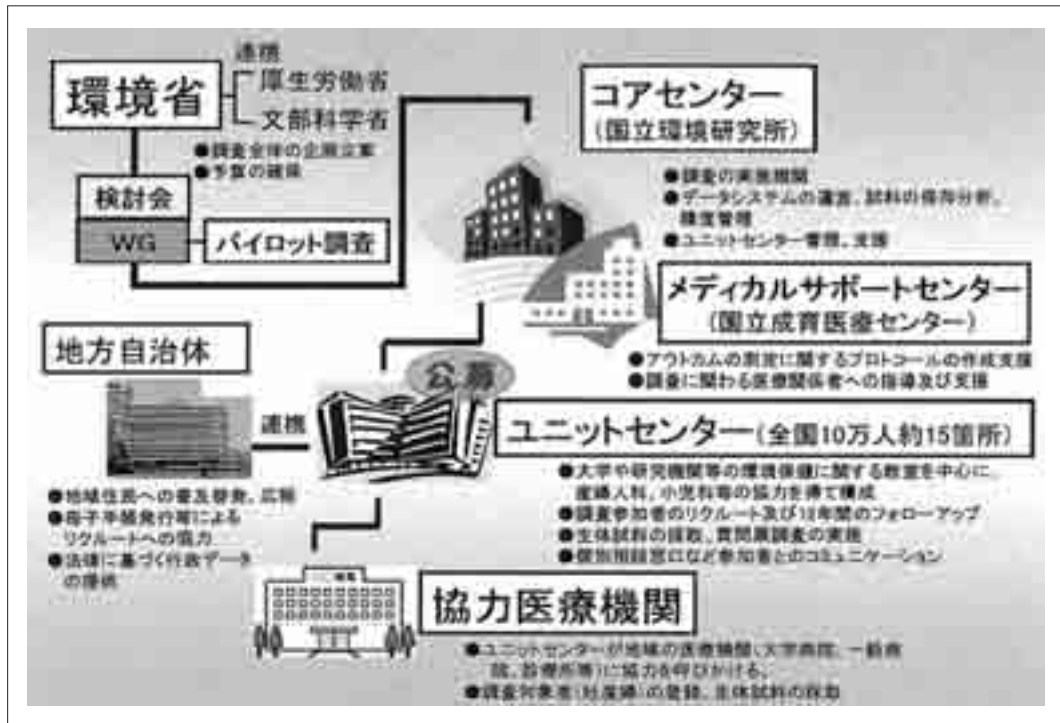 環境省
連携
厚生労働省
文部科学省
●調査全体の企画立案
●予算の確保
検討会
WG
パイロット調査
コアセンター
(国立環境研究所)
●調査の実施機関
●データシステムの運営、試料の保存分析、
精度管理
●ユニットセンター管理、支援
メディカルサポートセンター
(国立成育医療センター)
●アウトカムの測定に関するプロトコールの作成支援
●調査に関わる医療関係者への指導及び支援
地方自治体
連携
●地域住民への普及啓発、広報
●母子手帳発行等による
リクルートへの協力
●法律に基づく行政データ
の提供
公募
ユニットセンター(全国10万人約15箇所)
●大学や研究機関等の環境保健に関する教室を中心に、
産婦人科、小児科等の協力を得て構成
●調査参加者のリクルート及び12年間のフォローアップ
●生体試料の採取、質問票調査の実施
●個別相談窓口など参加者とのコミュニケーション
協力医療機関
●ユニットセンターが地域の医療機関(大学病院、一般病
院、診療所等)に協力を呼びかける。
●調査対象者(妊産婦)の登録、生体試料の採取